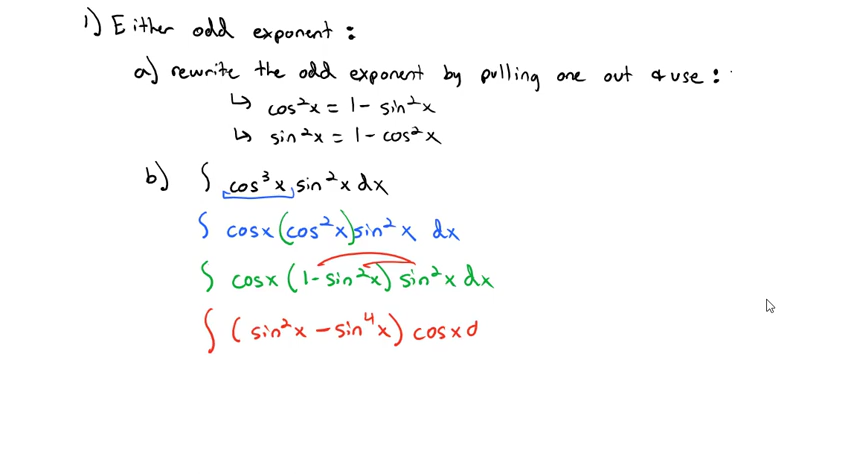 1) Either odd exponent :
a) rewrite the odd exponent by pulling one out & use :
↳ cos²x = 1 - sin²x
↳ sin²x = 1 - cos²x
b) ∫ cos³x sin²x dx
∫ cosx (cos²x) sin²x dx
∫ cosx (1 - sin²x) sin²x dx
∫ (sin²x - sin⁴x) cosx d